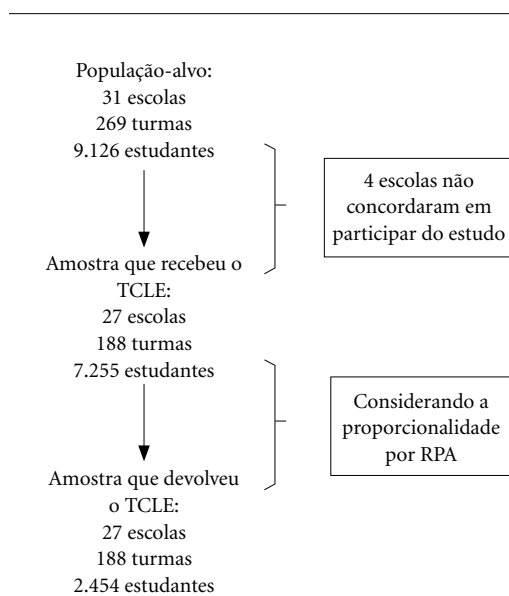 População-alvo:
31 escolas
269 turmas
9.126 estudantes
4 escolas não
concordaram em
participar do estudo
Amostra que recebeu o
TCLE:
27 escolas
188 turmas
7.255 estudantes
Considerando a
proporcionalidade
por RPA
Amostra que devolveu
o TCLE:
27 escolas
188 turmas
2.454 estudantes